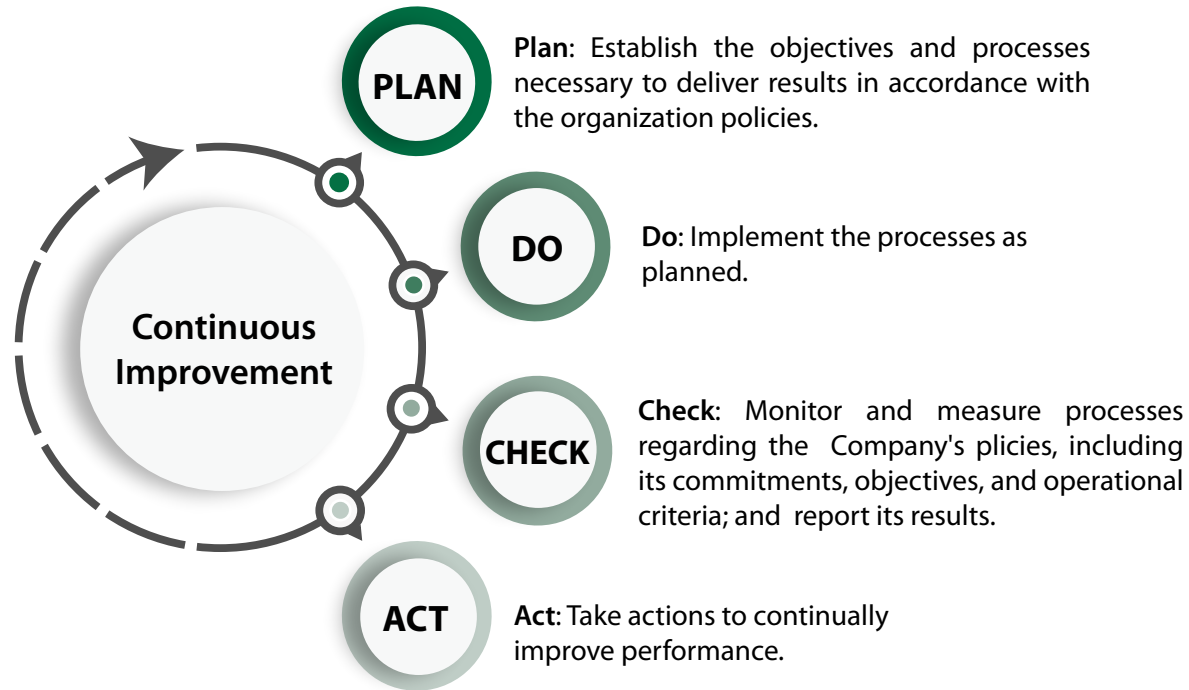 PLAN
Plan: Establish the objectives and processes
necessary to deliver results in accordance with
the organization policies.
DO
Do: Implement the processes as
planned.
Continuous
Improvement
CHECK
Check: Monitor and measure processes
regarding the Company's plicies, including
its commitments, objectives, and operational
criteria; and report its results.
ACT
Act: Take actions to continually
improve performance.